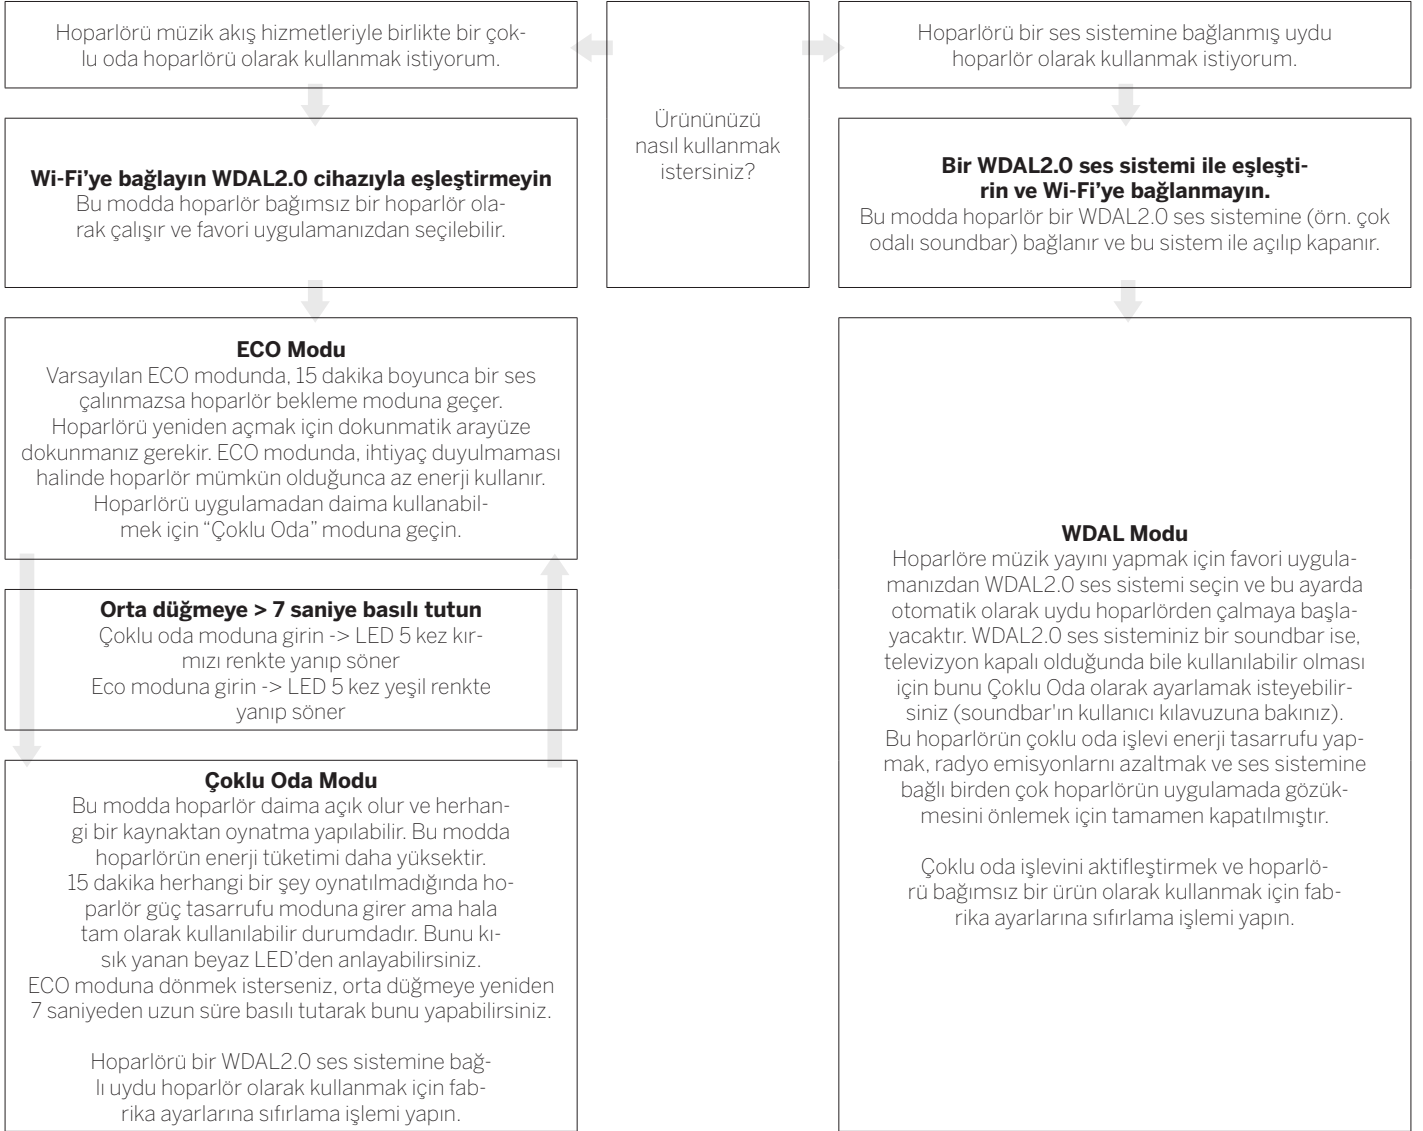 Hoparlörü müzik akış hizmetleriyle birlikte bir çok-
lu oda hoparlörü olarak kullanmak istiyorum.
Ürününüzü
nasıl kullanmak
istersiniz?
Hoparlörü bir ses sistemine bağlanmış uydu
hoparlör olarak kullanmak istiyorum.
Wi-Fi’ye bağlayın WDAL2.0 cihazıyla eşleştirmeyin
Bu modda hoparlör bağımsız bir hoparlör ola-
rak çalışır ve favori uygulamanızdan seçilebilir.
Bir WDAL2.0 ses sistemi ile eşleşti-
rin ve Wi-Fi’ye bağlanmayın.
Bu modda hoparlör bir WDAL2.0 ses sistemine (örn. çok
odalı soundbar) bağlanır ve bu sistem ile açılıp kapanır.
ECO Modu
Varsayılan ECO modunda, 15 dakika boyunca bir ses
çalınmazsa hoparlör bekleme moduna geçer.
Hoparlörü yeniden açmak için dokunmatik arayüze
dokunmanız gerekir. ECO modunda, ihtiyaç duyulmaması
halinde hoparlör mümkün olduğunca az enerji kullanır.
Hoparlörü uygulamadan daima kullanabil-
mek için “Çoklu Oda” moduna geçin.
Orta düğmeye > 7 saniye basılı tutun
Çoklu oda moduna girin -> LED 5 kez kır-
mızı renkte yanıp söner
Eco moduna girin -> LED 5 kez yeşil renkte
yanıp söner
Çoklu Oda Modu
Bu modda hoparlör daima açık olur ve herhan-
gi bir kaynaktan oynatma yapılabilir. Bu modda
hoparlörün enerji tüketimi daha yüksektir.
15 dakika herhangi bir şey oynatılmadığında ho-
parlör güç tasarrufu moduna girer ama hala
tam olarak kullanılabilir durumdadır. Bunu kı-
sık yanan beyaz LED’den anlayabilirsiniz.
ECO moduna dönmek isterseniz, orta düğmeye yeniden
7 saniyeden uzun süre basılı tutarak bunu yapabilirsiniz.
Hoparlörü bir WDAL2.0 ses sistemine bağ-
lı uydu hoparlör olarak kullanmak için fab-
rika ayarlarına sıfırlama işlemi yapın.
WDAL Modu
Hoparlöre müzik yayını yapmak için favori uygula-
manızdan WDAL2.0 ses sistemi seçin ve bu ayarda
otomatik olarak uydu hoparlörden çalmaya başla-
yacaktır. WDAL2.0 ses sisteminiz bir soundbar ise,
televizyon kapalı olduğunda bile kullanılabilir olması
için bunu Çoklu Oda olarak ayarlamak isteyebilir-
siniz (soundbar'ın kullanıcı kılavuzuna bakınız).
Bu hoparlörün çoklu oda işlevi enerji tasarrufu yap-
mak, radyo emisyonlarnı azaltmak ve ses sistemine
bağlı birden çok hoparlörün uygulamada gözük-
mesini önlemek için tamamen kapatılmıştır.
Çoklu oda işlevini aktifleştirmek ve hoparlö-
rü bağımsız bir ürün olarak kullanmak için fab-
rika ayarlarına sıfırlama işlemi yapın.